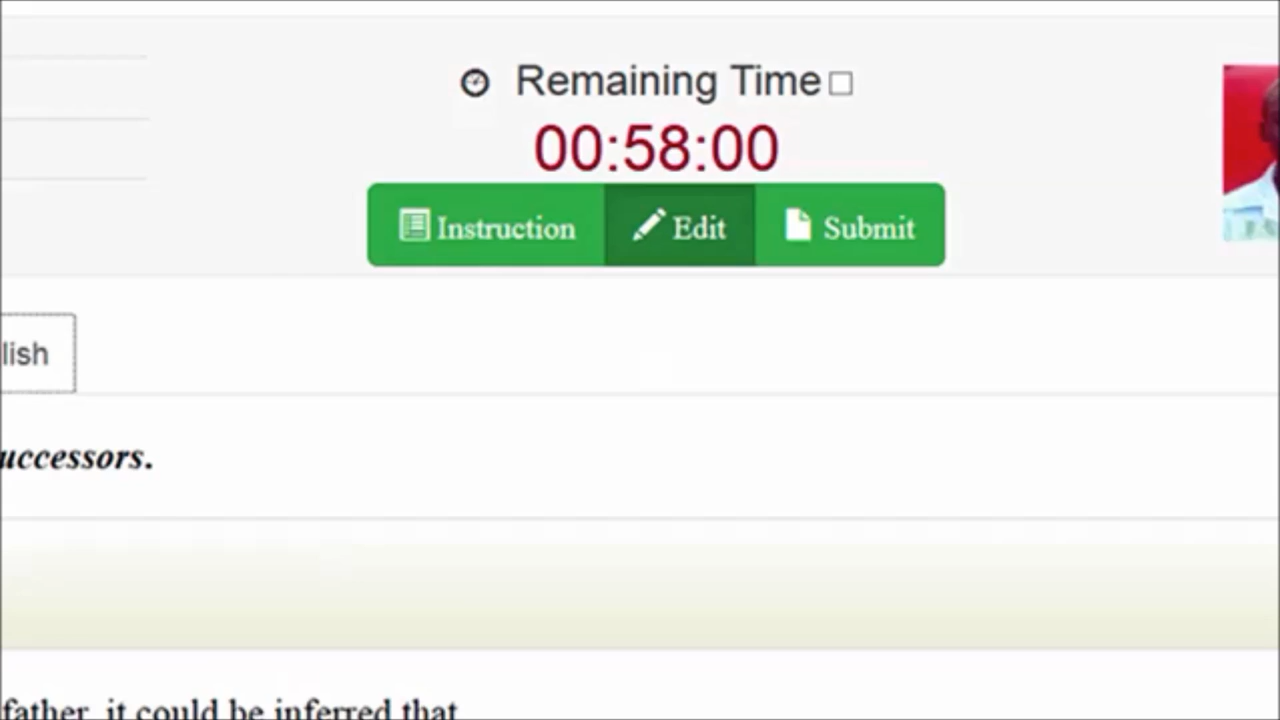 Remaining Time
00:58:00
Instruction Edit Submit
lish
uccessors.
father, it could be inferred that